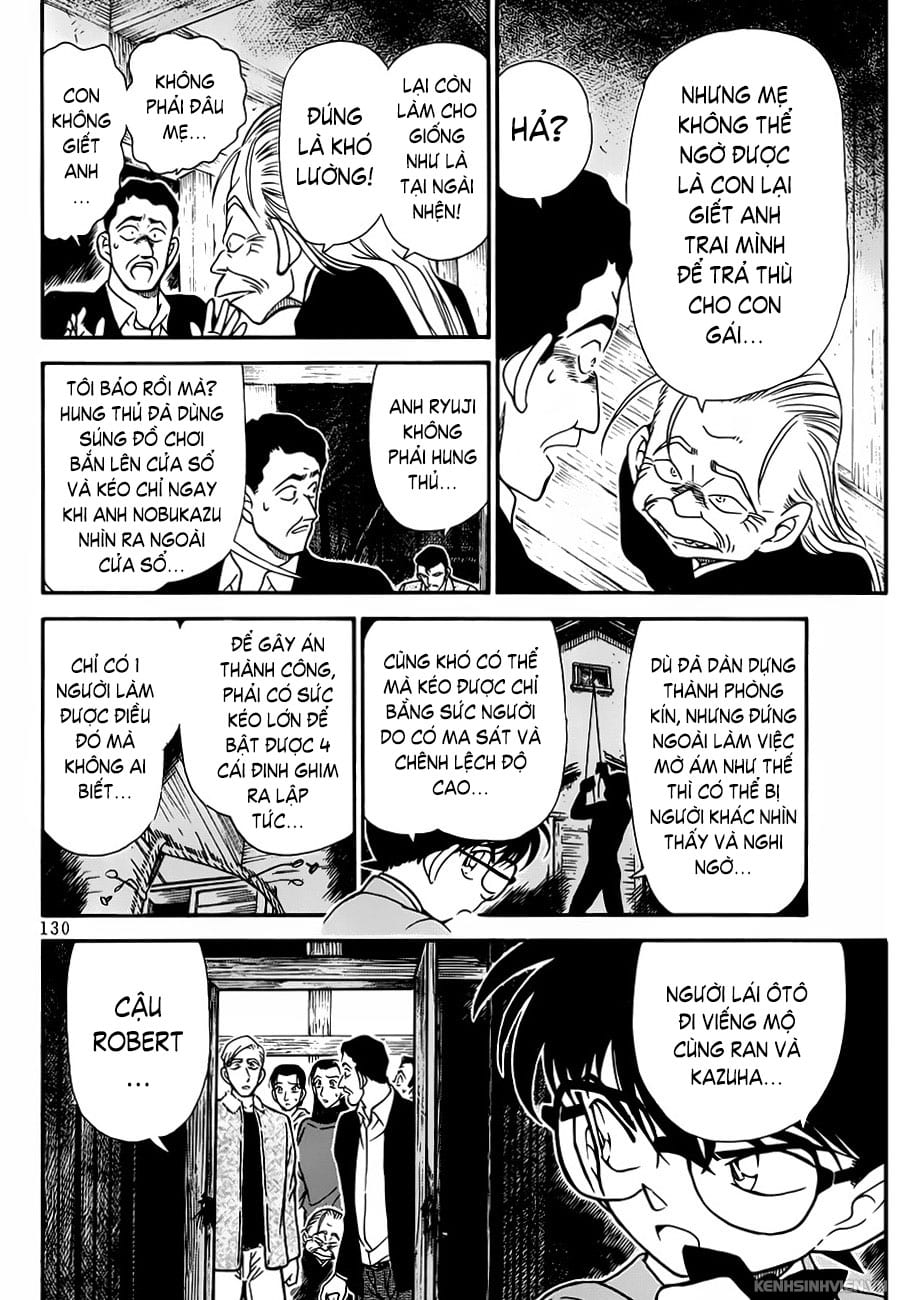 NHƯNG MẸ
KHÔNG THỂ
NGỜ ĐƯỢC
LÀ CON LẠI
GIẾT ANH
TRAI MÌNH
ĐỂ TRẢ THÙ
CHO CON
GÁI...
HẢ?
LẠI CÒN
LÀM CHO
GIỐNG
NHƯ LÀ
TẠI NGÀI
NHỆN!
ĐÚNG
LÀ KHÓ
LƯỜNG!
KHÔNG
PHẢI ĐÂU
MẸ...
CON
KHÔNG
GIẾT ANH
...
ANH RYUJI
KHÔNG
PHẢI HUNG
THỦ...
TÔI BẢO RỒI MÀ?
HUNG THỦ ĐÃ DÙNG
SÚNG ĐỒ CHƠI
BẮN LÊN CỬA SỔ
VÀ KÉO CHỈ NGAY
KHI ANH NOBUKAZU
NHÌN RA NGOÀI
CỬA SỔ...
DÙ ĐÃ DÀN DỰNG
THÀNH PHÒNG
KÍN, NHƯNG ĐỨNG
NGOÀI LÀM VIỆC
MỜ ÁM NHƯ THẾ
THÌ CÓ THỂ BỊ
NGƯỜI KHÁC NHÌN
THẤY VÀ NGHI
NGỜ...
CŨNG KHÓ CÓ THỂ
MÀ KÉO ĐƯỢC CHỈ
BẰNG SỨC NGƯỜI
DO CÓ MA SÁT VÀ
CHÊNH LỆCH ĐỘ
CAO...
ĐỂ GÂY ÁN
THÀNH CÔNG,
PHẢI CÓ SỨC
KÉO LỚN ĐỂ
BẬT ĐƯỢC 4
CÁI ĐINH GHIM
RA LẬP
TỨC...
CHỈ CÓ 1
NGƯỜI LÀM
ĐƯỢC ĐIỀU
ĐÓ MÀ
KHÔNG AI
BIẾT...
130
NGƯỜI LÁI ÔTÔ
ĐI VIẾNG MỘ
CÙNG RAN VÀ
KAZUHA...
CẬU
ROBERT
...
KENHSINHVIEN.VN